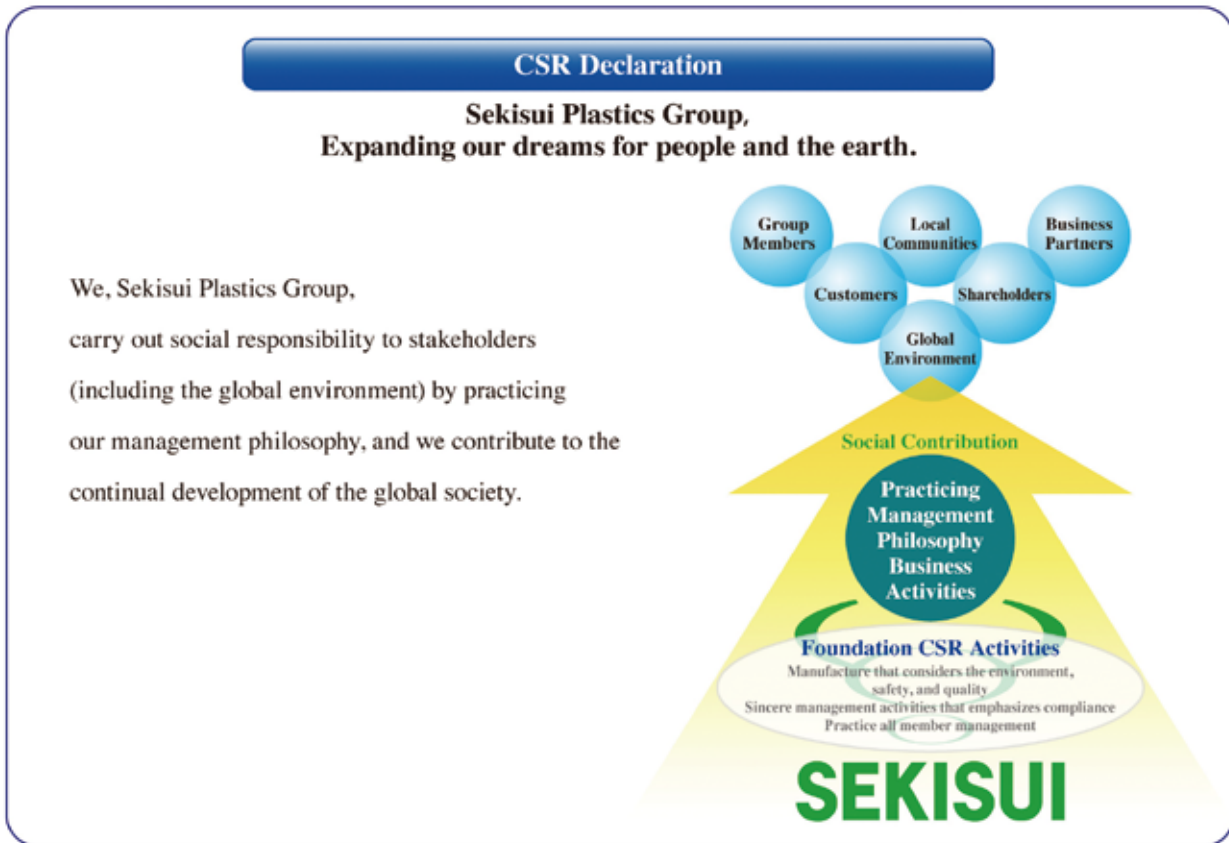 CSR Declaration
Sekisui Plastics Group,
Expanding our dreams for people and the earth.
We, Sekisui Plastics Group,
carry out social responsibility to stakeholders
(including the global environment) by practicing
our management philosophy, and we contribute to the
continual development of the global society.
Group
Members
Local
Communities
Business
Partners
Customers
Shareholders
Global
Environment
Social Contribution
Practicing
Management
Philosophy
Business
Activities
Foundation CSR Activities
Manufacture that considers the environment,
safety, and quality
Sincere management activities that emphasizes compliance
Practice all member management
SEKISUI